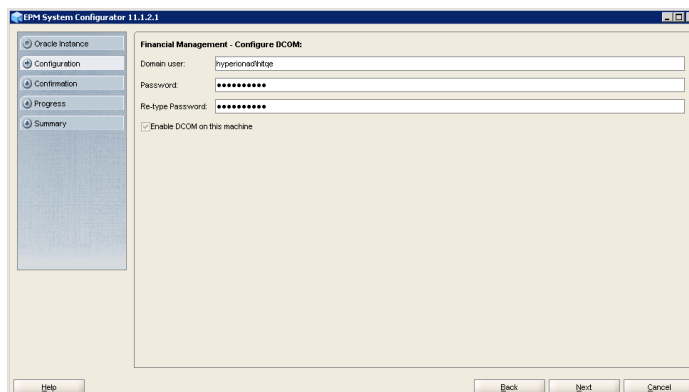 EPM System Configurator 11.1.2.1
Oracle Instance
Configuration
Confirmation
Progress
Summary
Financial Management - Configure DCOM:
Domain user: hyperionad\hitqe
Password: ●●●●●●●●●●
Re-type Password: ●●●●●●●●●●
Enable DCOM on this machine
Help
Back
Next
Cancel